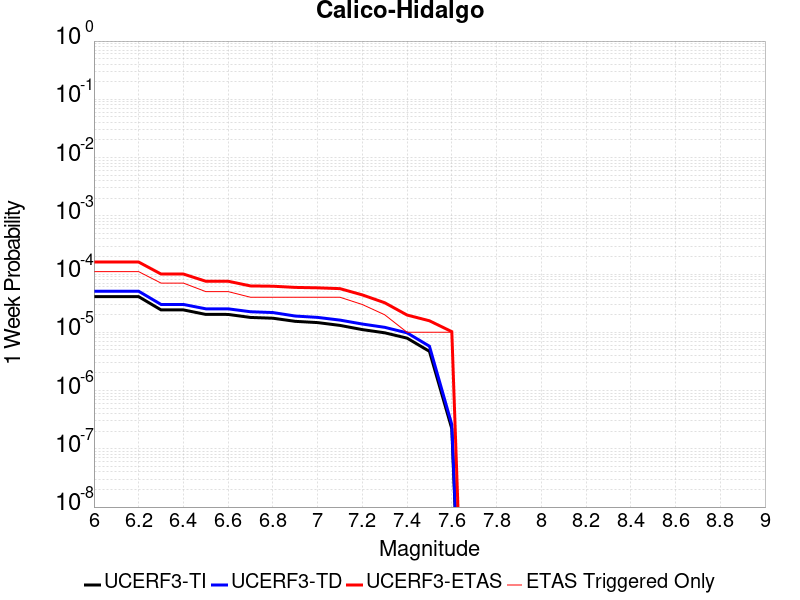 Calico-Hidalgo
10^0
10^-1
10^-2
10^-3
10^-4
10^-5
10^-6
10^-7
10^-8
1 Week Probability
6 6.2 6.4 6.6 6.8 7 7.2 7.4 7.6 7.8 8 8.2 8.4 8.6 8.8 9
Magnitude
UCERF3-TI UCERF3-TD UCERF3-ETAS ETAS Triggered Only